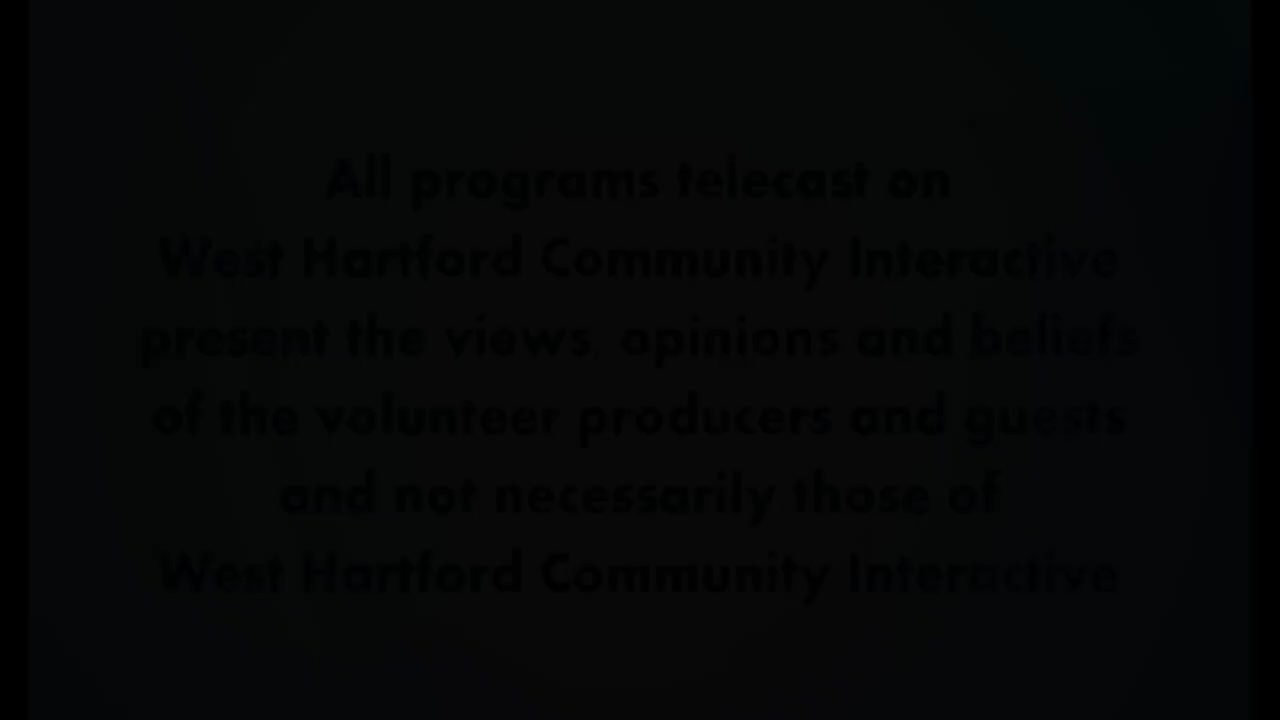 All programs telecast on
West Hartford Community Interactive
present the views, opinions and beliefs
of the volunteer producers and guests
and not necessarily those of
West Hartford Community Interactive